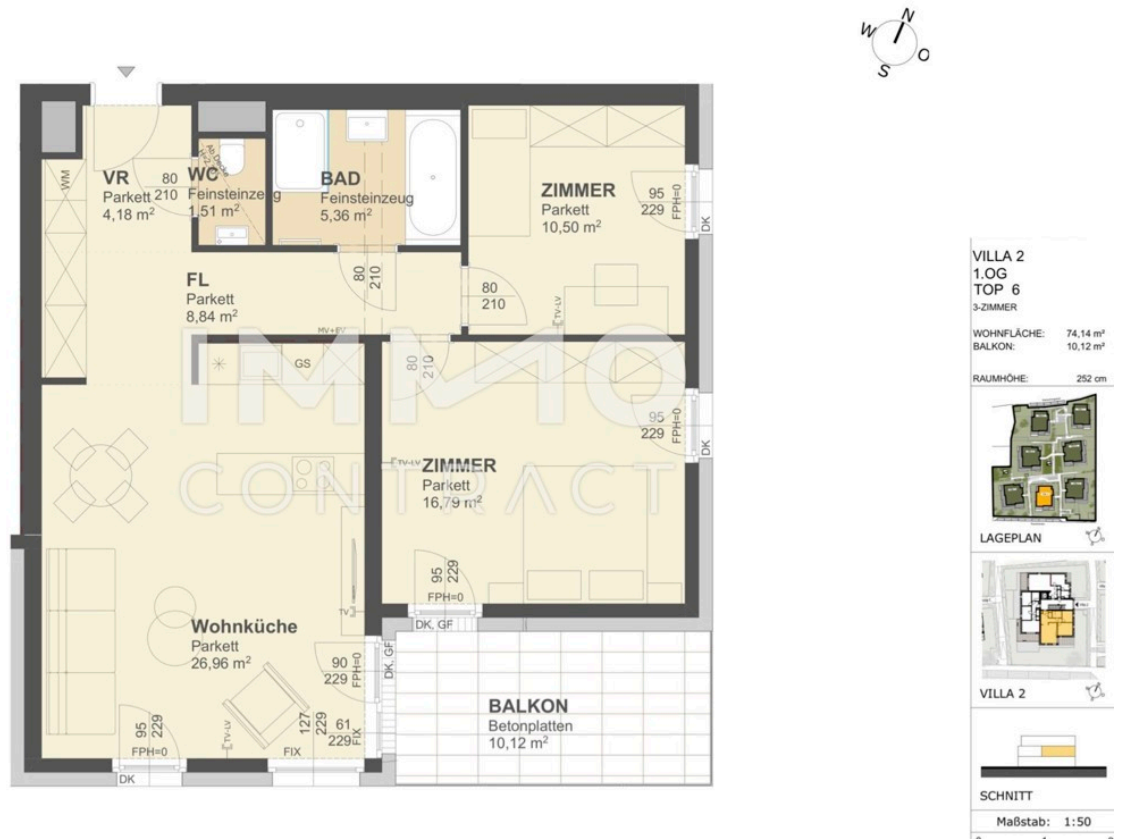 N
W
O
S
WM
VR
Parkett
4,18 m²
80
210
Ab Decke
WC
Feinsteinzeug
1,51 m²
BAD
Feinsteinzeug
5,36 m²
ZIMMER
Parkett
10,50 m²
95
229
FPH=0
DK
FL
Parkett
8,84 m²
80
210
80
210
TV-LV
MV+EV
GS
80
210
IMMO
CONTRACT
95
229
FPH=0
DK
TV-LV
ZIMMER
Parkett
16,79 m²
95
229
FPH=0
DK, GF
TV
Wohnküche
Parkett
26,96 m²
90
229
FPH=0
DK, GF
61
229
FIX
127
229
FIX
TV-LV
95
229
FPH=0
DK
BALKON
Betonplatten
10,12 m²
VILLA 2
1.OG
TOP 6
3-ZIMMER
WOHNFLÄCHE: 74,14 m²
BALKON: 10,12 m²
RAUMHÖHE: 252 cm
LAGEPLAN
VILLA 2
SCHNITT
Maßstab: 1:50